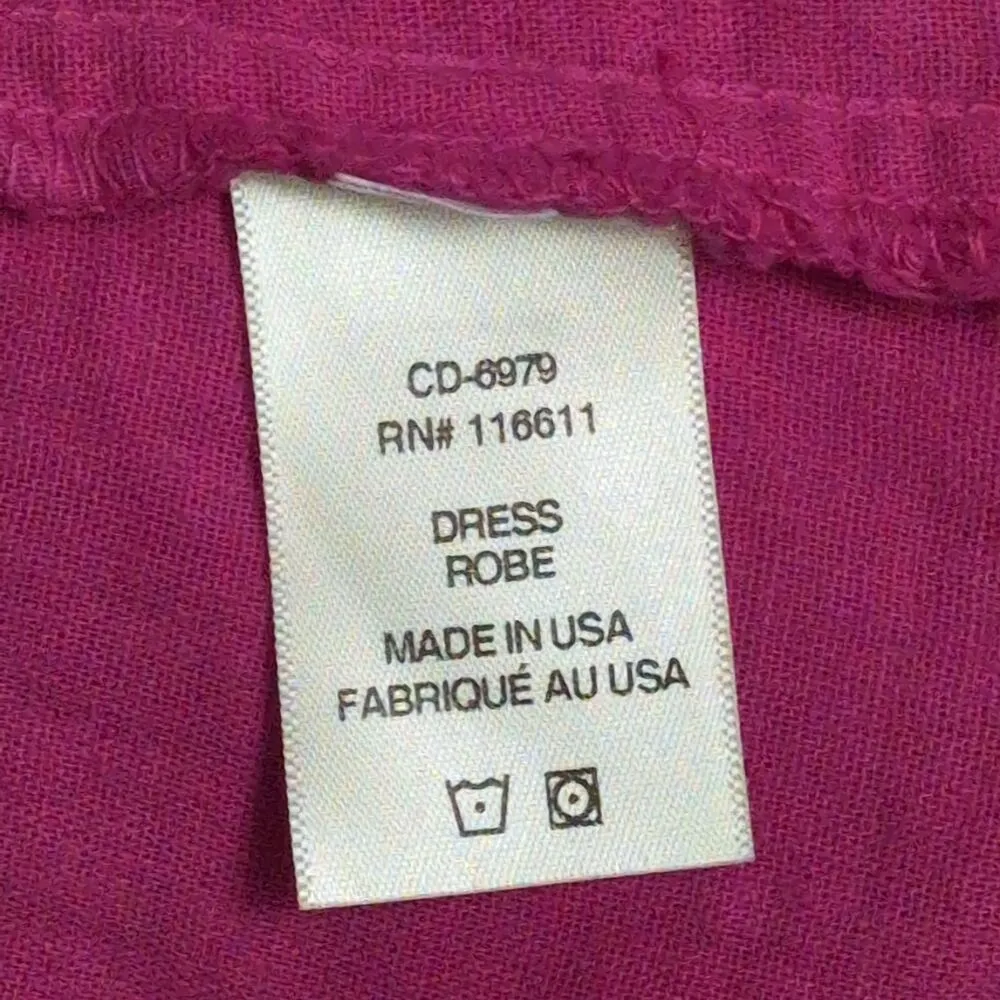 CD-6979
RN# 116611
DRESS
ROBE
MADE IN USA
FABRIQUÉ AU USA